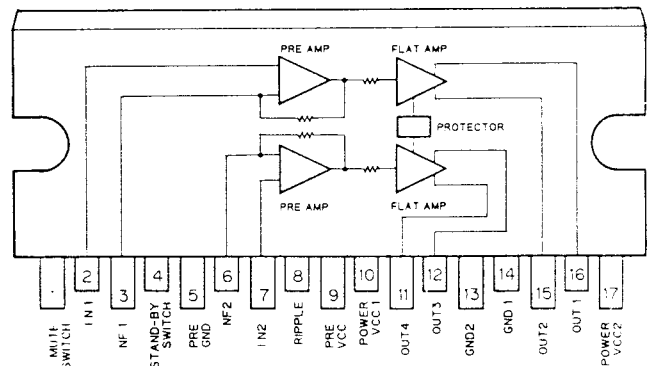 PRE AMP
FLAT AMP
PROTECTOR
PRE AMP
FLAT AMP
1
2
3
4
5
6
7
8
9
10
11
12
13
14
15
16
17
MUTE
SWITCH
IN 1
NF 1
STAND-BY
SWITCH
PRE
GND
NF2
IN2
RIPPLE
PRE
VCC
POWER
VCC 1
OUT4
OUT3
GND2
GND 1
OUT2
OUT 1
POWER
VCC2